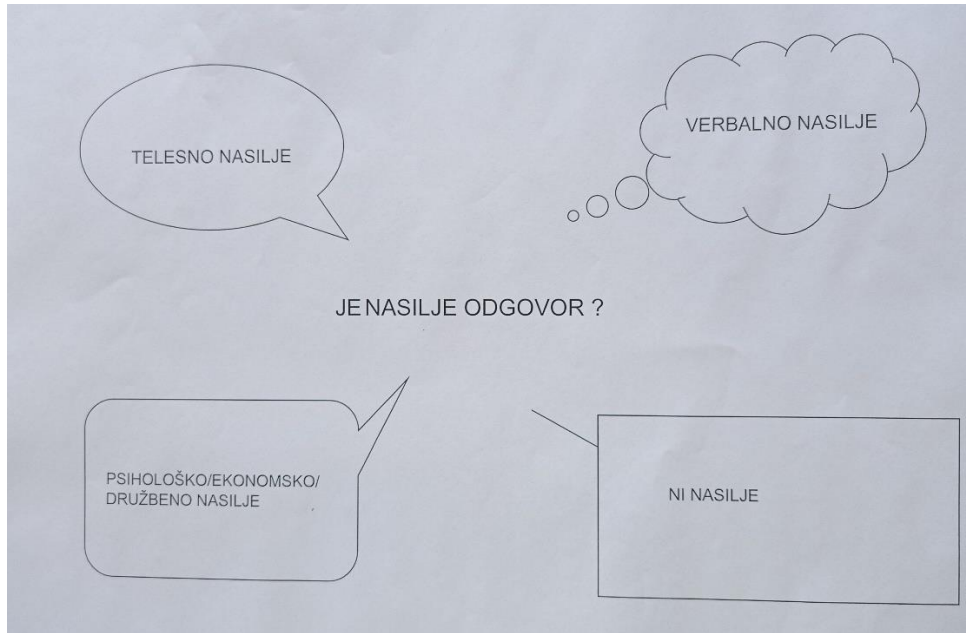 TELESNO NASILJE
VERBALNO NASILJE
JE NASILJE ODGOVOR ?
PSIHOLOŠKO/EKONOMSKO/
DRUŽBENO NASILJE
NI NASILJE